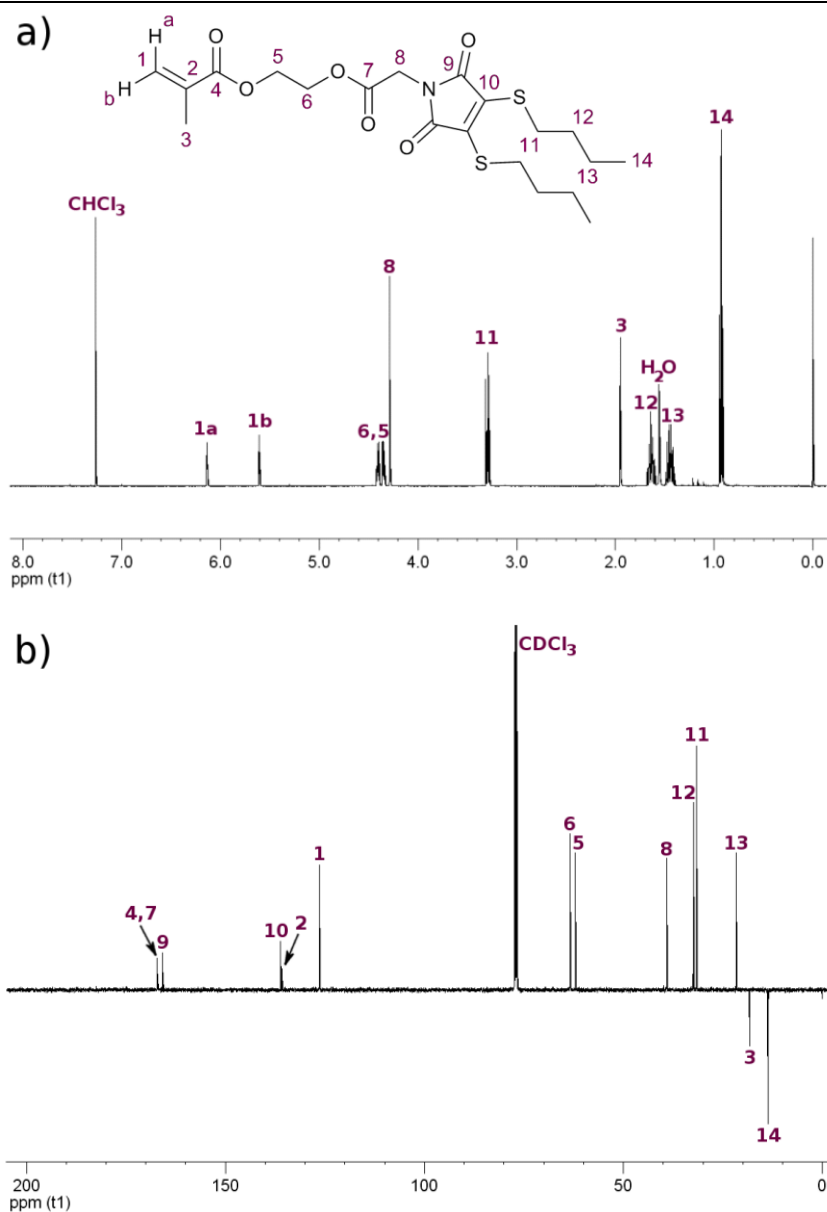 a)
a
H
1
2
O
4
5
O
6
O
7
O
8
N
9
O
10
S
12
H
b
3
O
S
11
13
14
14
CHCl3
8
11
3
H2O
12
13
1a
1b
6,5
8.0 7.0 6.0 5.0 4.0 3.0 2.0 1.0 0.0
ppm (t1)
b)
CDCl3
11
12
6
5
8
13
1
4,7
9
10
2
3
14
200 150 100 50 0
ppm (t1)